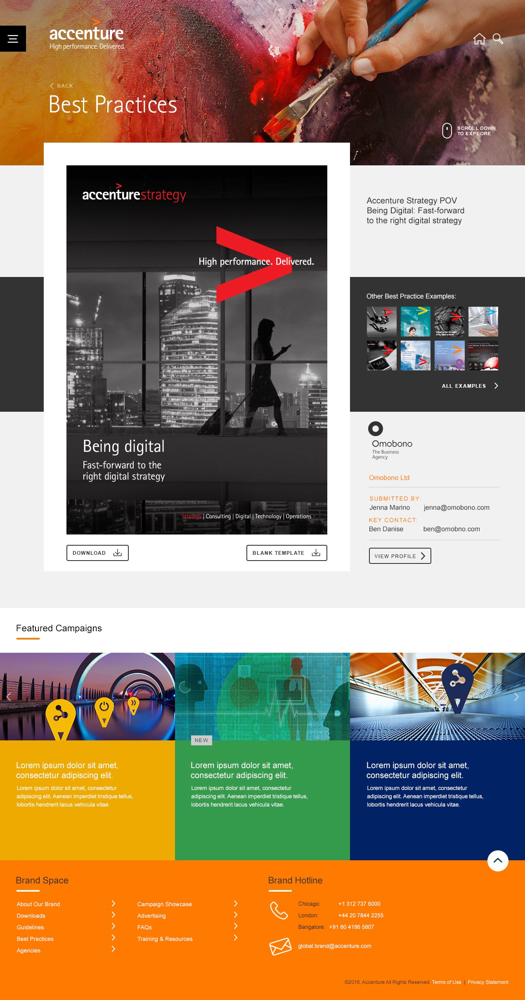 accenture
High performance. Delivered.
BACK
Best Practices
SCROLL DOWN
TO EXPLORE
accenturestrategy
High performance. Delivered.
Being digital
Fast-forward to the
right digital strategy
Strategy | Consulting | Digital | Technology | Operations
DOWNLOAD
BLANK TEMPLATE
Accenture Strategy POV
Being Digital: Fast-forward
to the right digital strategy
Other Best Practice Examples:
ALL EXAMPLES
Omobono
The Business
Agency
Omobono Ltd
SUBMITTED BY:
Jenna Marino jenna@omobono.com
KEY CONTACT:
Ben Danise ben@omobno.com
VIEW PROFILE
Featured Campaigns
NEW
Lorem ipsum dolor sit amet,
consectetur adipiscing elit.
Lorem ipsum dolor sit amet, consectetur
adipiscing elit. Aenean imperdiet tristique tellus,
lobortis hendrerit lacus vehicula vitae.
Lorem ipsum dolor sit amet,
consectetur adipiscing elit.
Lorem ipsum dolor sit amet, consectetur
adipiscing elit. Aenean imperdiet tristique tellus,
lobortis hendrerit lacus vehicula vitae.
Lorem ipsum dolor sit amet,
consectetur adipiscing elit.
Lorem ipsum dolor sit amet, consectetur
adipiscing elit. Aenean imperdiet tristique tellus,
lobortis hendrerit lacus vehicula vitae.
Brand Space
About Our Brand
Downloads
Guidelines
Best Practices
Agencies
Campaign Showcase
Advertising
FAQs
Training & Resources
Brand Hotline
Chicago: +1 312 737 6000
London: +44 20 7844 2255
Bangalore: +91 80 4186 5807
global.brand@accenture.com
©2016, Accenture All Rights Reserved Terms of Use | Privacy Statement